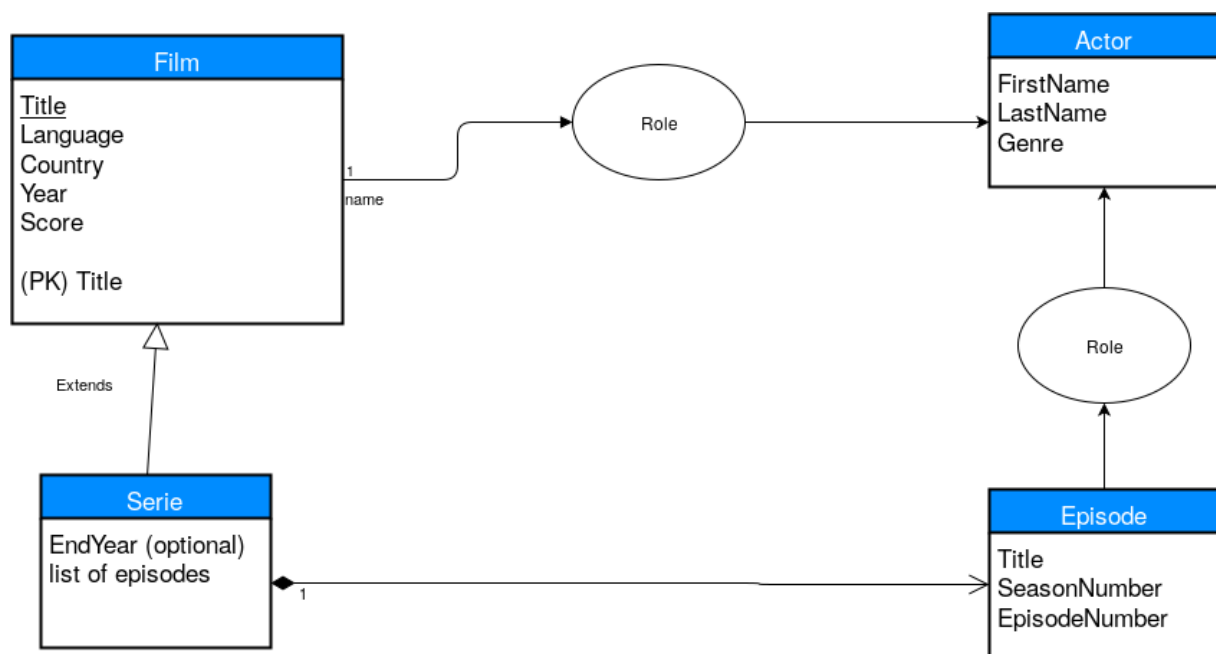 Film
Title
Language
Country
Year
Score
(PK) Title
1
name
Role
Actor
FirstName
LastName
Genre
Role
Extends
Serie
EndYear (optional)
list of episodes
1
Episode
Title
SeasonNumber
EpisodeNumber